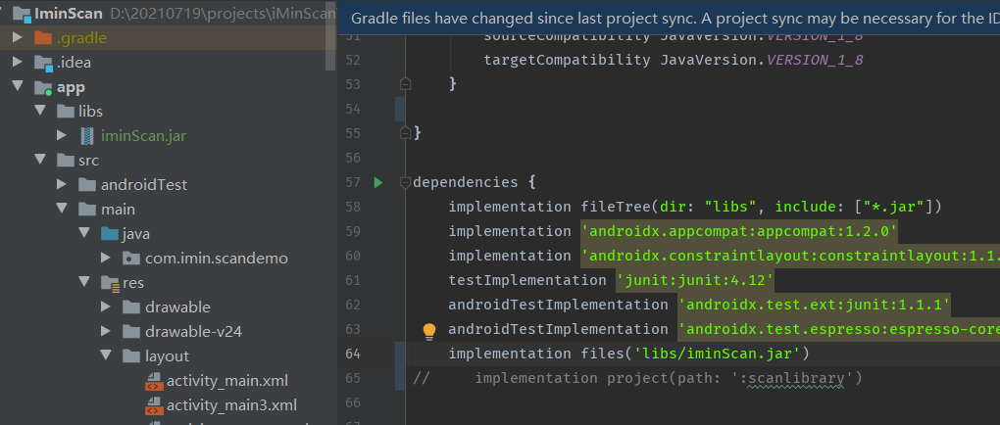 IminScan D:\20210719\projects\iMinScan
.gradle
.idea
app
libs
iminScan.jar
src
androidTest
main
java
com.imin.scandemo
res
drawable
drawable-v24
layout
activity_main.xml
activity_main3.xml
Gradle files have changed since last project sync. A project sync may be necessary for the ID
51 sourceCompatibility JavaVersion.VERSION_1_8
52 targetCompatibility JavaVersion.VERSION_1_8
53 }
54
55 }
56
57 dependencies {
58 implementation fileTree(dir: "libs", include: ["*.jar"])
59 implementation 'androidx.appcompat:appcompat:1.2.0'
60 implementation 'androidx.constraintlayout:constraintlayout:1.1.
61 testImplementation 'junit:junit:4.12'
62 androidTestImplementation 'androidx.test.ext:junit:1.1.1'
63 androidTestImplementation 'androidx.test.espresso:espresso-core
64 implementation files('libs/iminScan.jar')
65 // implementation project(path: ':scanlibrary')
66